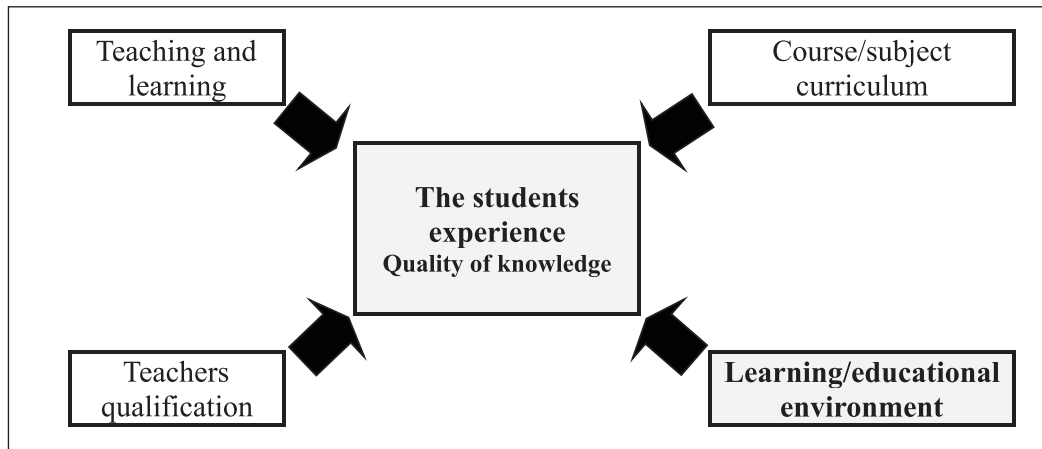 Teaching and
learning
Course/subject
curriculum
The students
experience
Quality of knowledge
Teachers
qualification
Learning/educational
environment